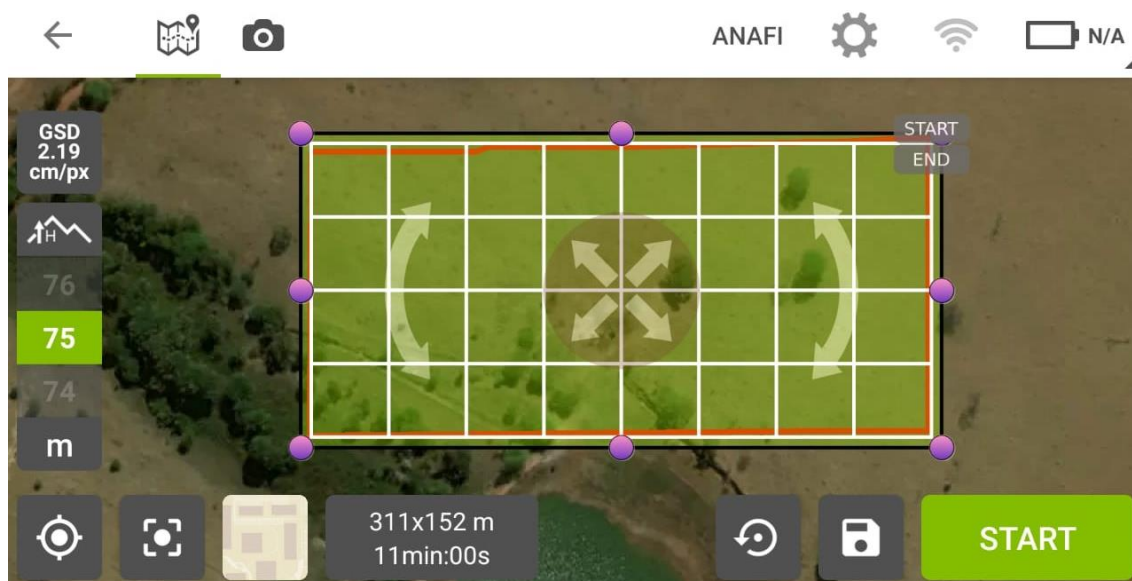 ANAFI
N/A
GSD
2.19
cm/px
H
76
75
74
m
START
END
311x152 m
11min:00s
START